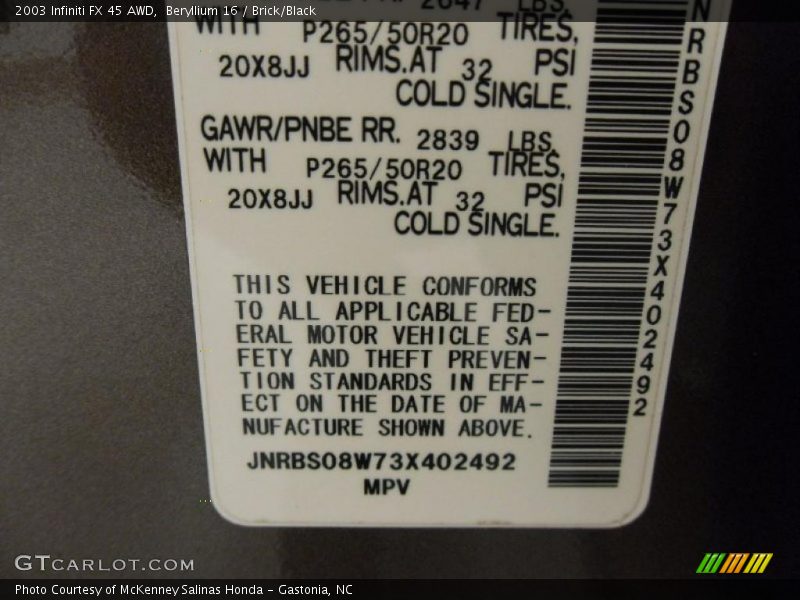 2003 Infiniti FX 45 AWD, Beryllium 16 / Brick/Black
2647 LBS.
WITH P265/50R20 TIRES,
20X8JJ RIMS.AT 32 PSI
COLD SINGLE.
GAWR/PNBE RR. 2839 LBS.
WITH P265/50R20 TIRES,
20X8JJ RIMS.AT 32 PSI
COLD SINGLE.
THIS VEHICLE CONFORMS
TO ALL APPLICABLE FED-
ERAL MOTOR VEHICLE SA-
FETY AND THEFT PREVEN-
TION STANDARDS IN EFF-
ECT ON THE DATE OF MA-
NUFACTURE SHOWN ABOVE.
JNRBS08W73X402492
MPV
NRBS08W73X402492
GTCARLOT.COM
Photo Courtesy of McKenney Salinas Honda - Gastonia, NC